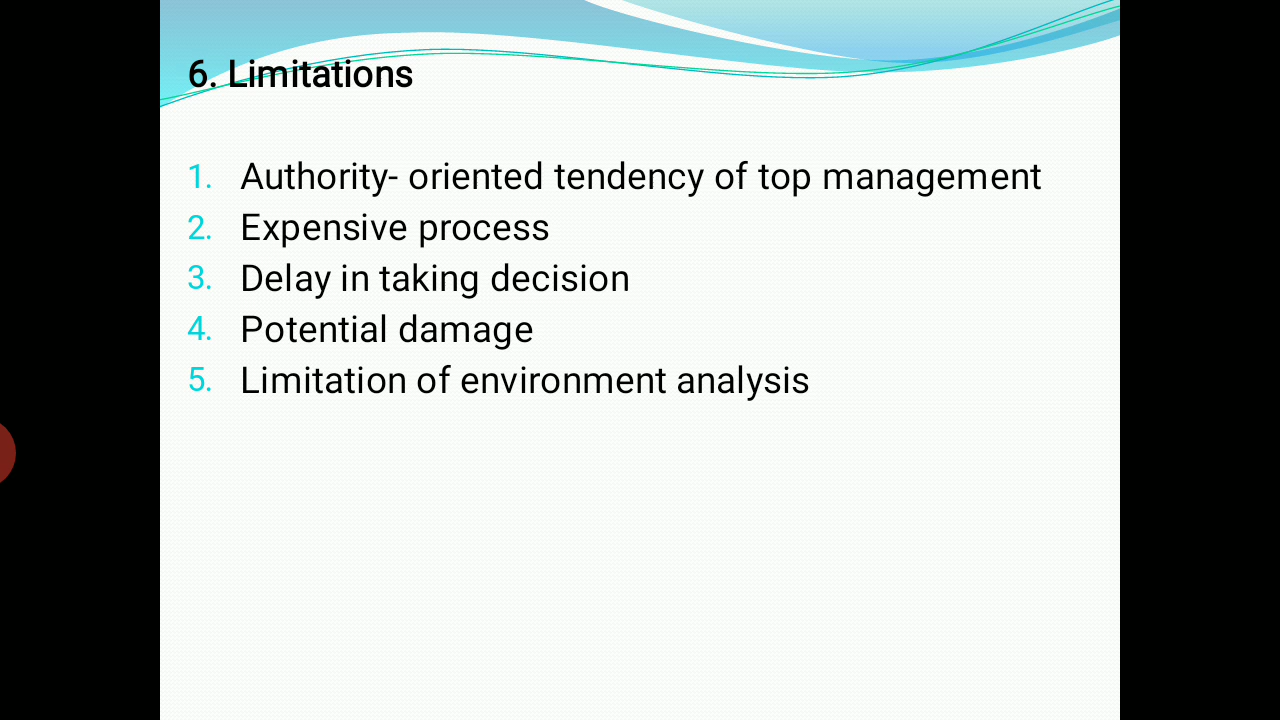 6. Limitations
1. Authority- oriented tendency of top management
2. Expensive process
3. Delay in taking decision
4. Potential damage
5. Limitation of environment analysis